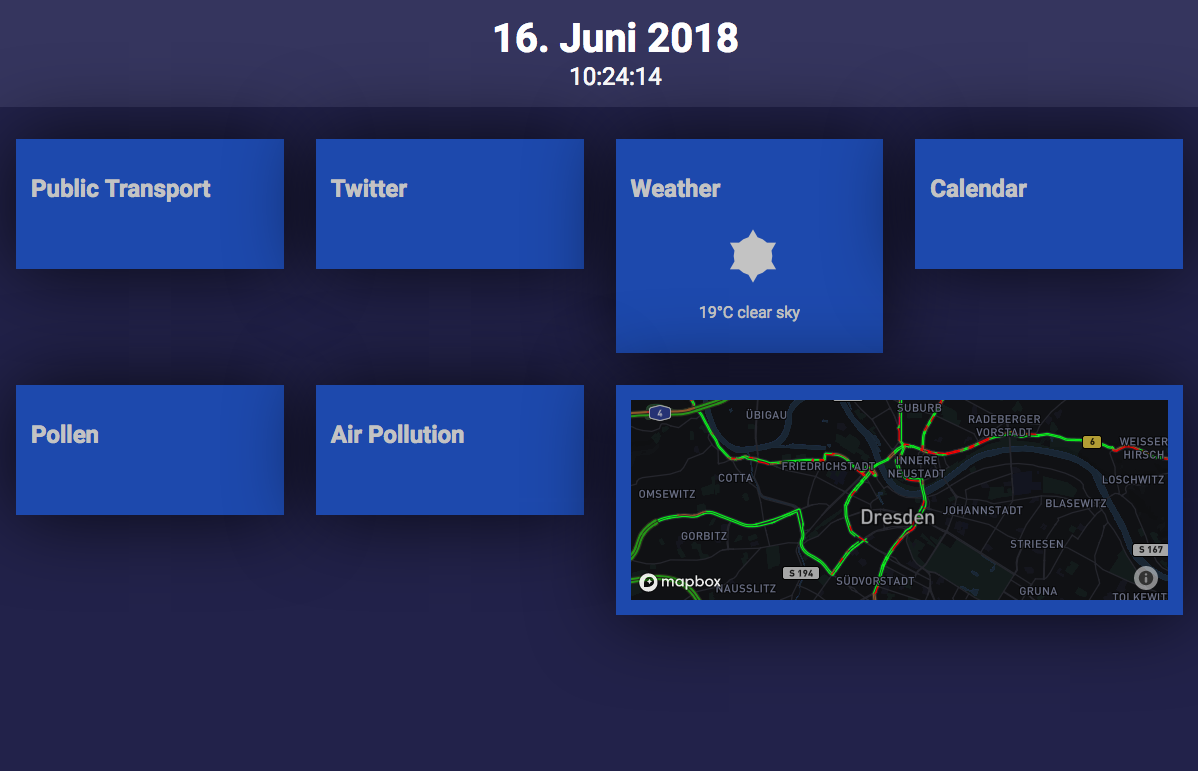 16. Juni 2018
10:24:14
Public Transport
Twitter
Weather
Calendar
19°C clear sky
Pollen
Air Pollution
4
ÜBIGAU
SUBURB
RADEBERGER
VORSTADT
6
WEISSER
HIRSCH
FRIEDRICHSTADT
INNERE
NEUSTADT
COTTA
LOSCHWITZ
OMSEWITZ
BLASEWITZ
Dresden
JOHANNSTADT
GORBITZ
STRIESEN
S 167
S 194
mapbox
NAUSSLITZ
SÜDVORSTADT
GRUNA
TOLKEWIT